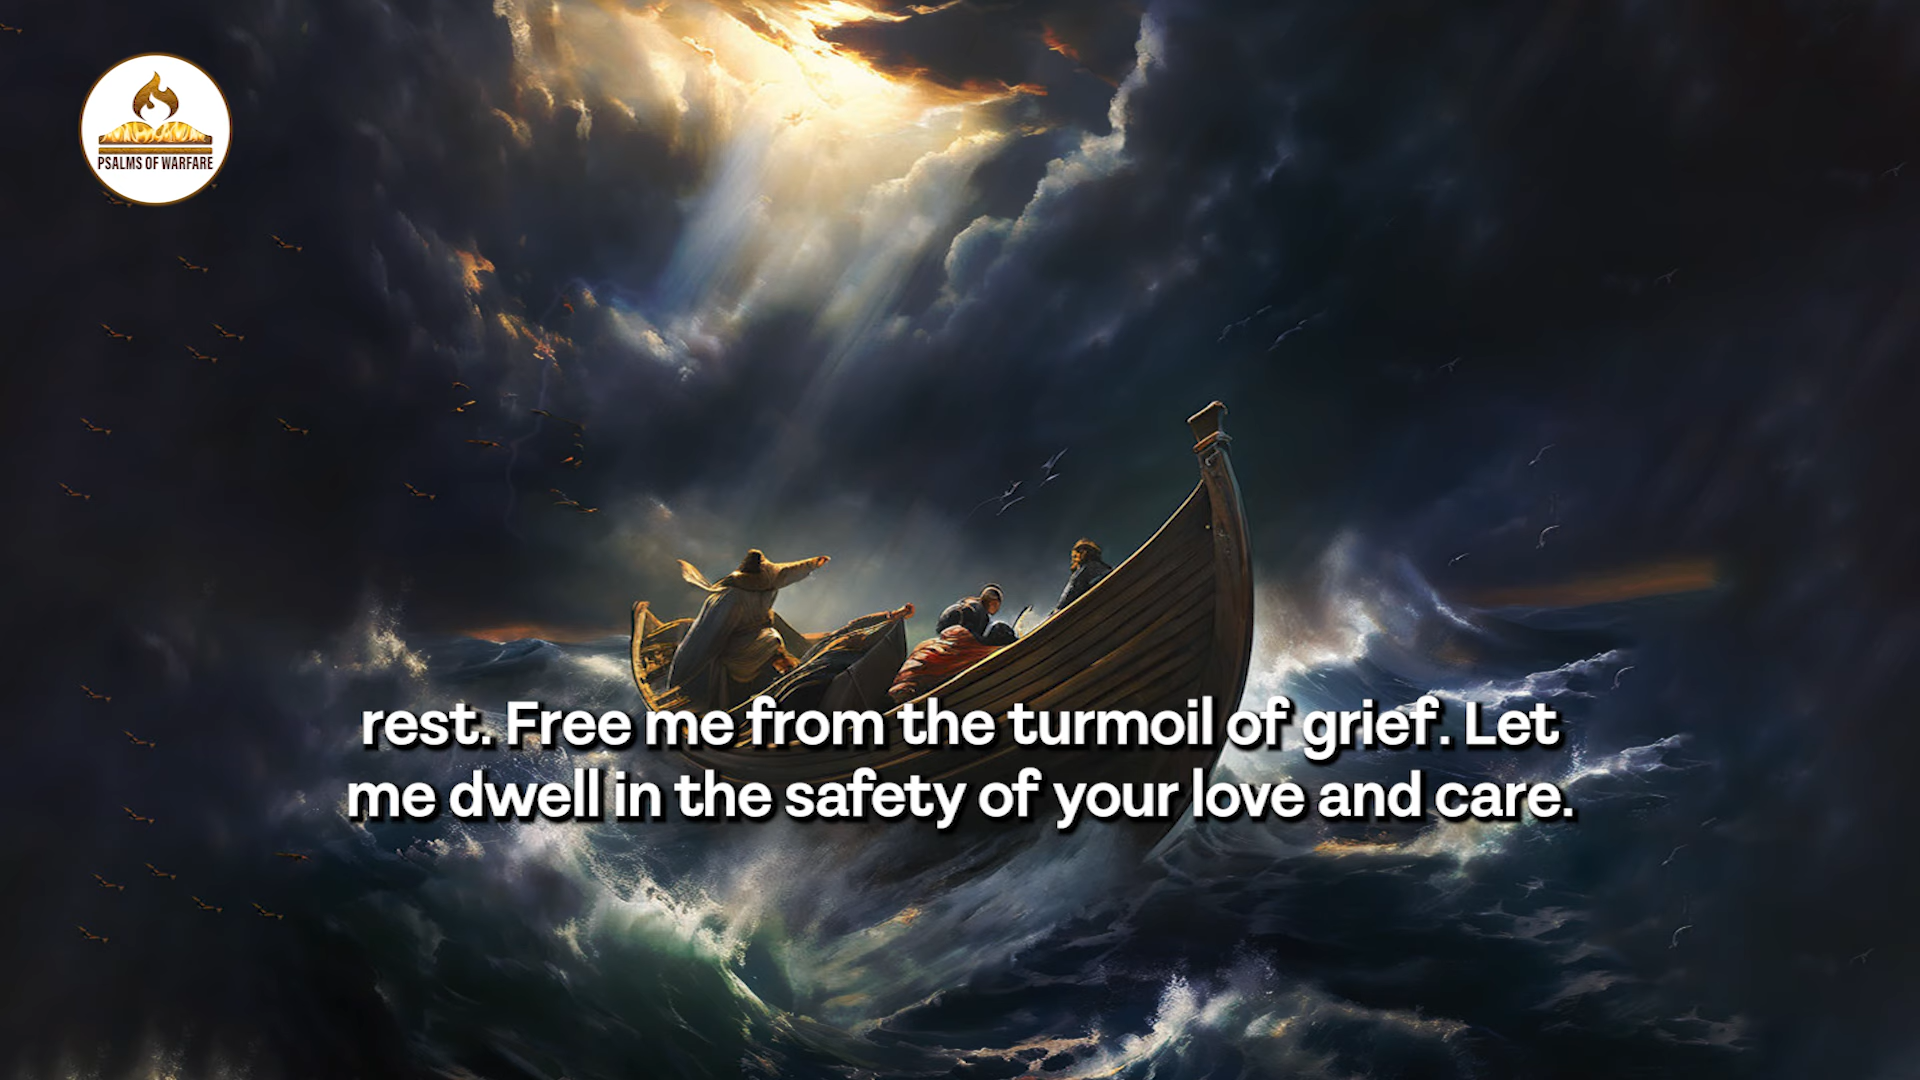 PSALMS OF WARFARE
rest. Free me from the turmoil of grief. Let
me dwell in the safety of your love and care.